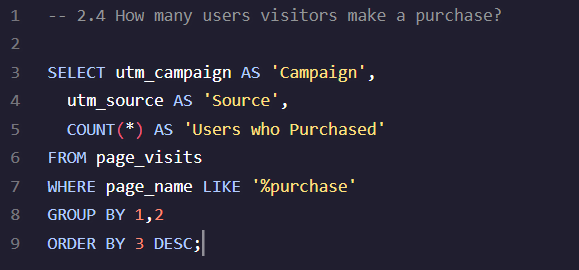 1 -- 2.4 How many users visitors make a purchase?
2
3 SELECT utm_campaign AS 'Campaign',
4   utm_source AS 'Source',
5   COUNT(*) AS 'Users who Purchased'
6 FROM page_visits
7 WHERE page_name LIKE '%purchase'
8 GROUP BY 1,2
9 ORDER BY 3 DESC;